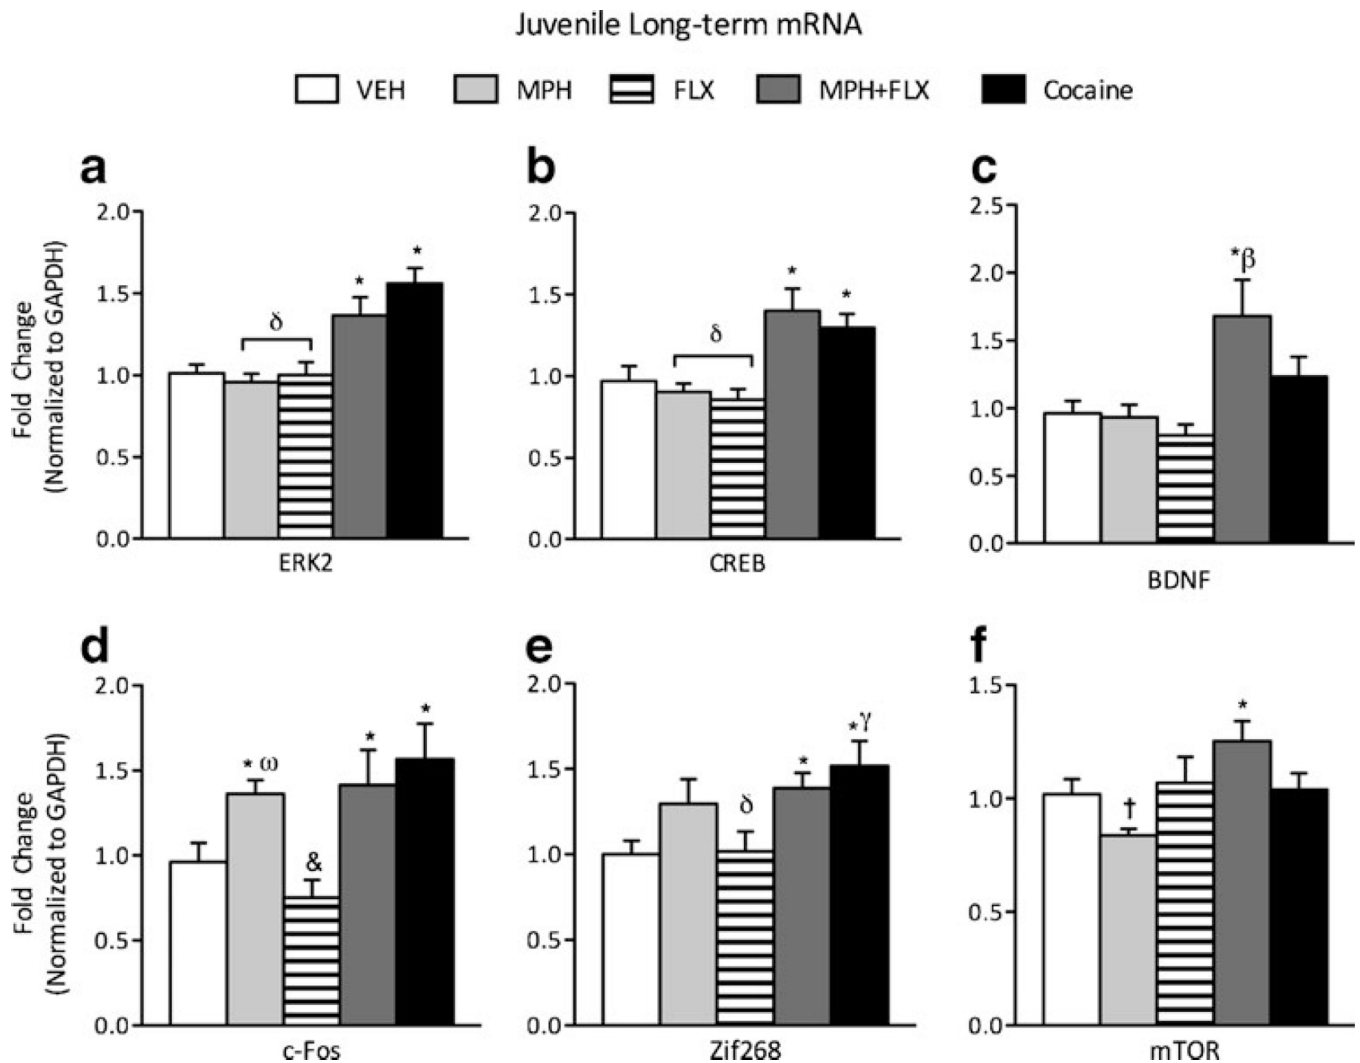 Juvenile Long-term mRNA
VEH MPH FLX MPH+FLX Cocaine
a
Fold Change
(Normalized to GAPDH)
2.0
1.5
1.0
0.5
0.0
δ
*
*
ERK2
b
2.0
1.5
1.0
0.5
0.0
δ
*
*
CREB
c
2.5
2.0
1.5
1.0
0.5
0.0
*β
BDNF
d
Fold Change
(Normalized to GAPDH)
2.0
1.5
1.0
0.5
0.0
* ω
&
*
*
c-Fos
e
2.0
1.5
1.0
0.5
0.0
δ
*
*γ
Zif268
f
1.5
1.0
0.5
0.0
†
*
mTOR